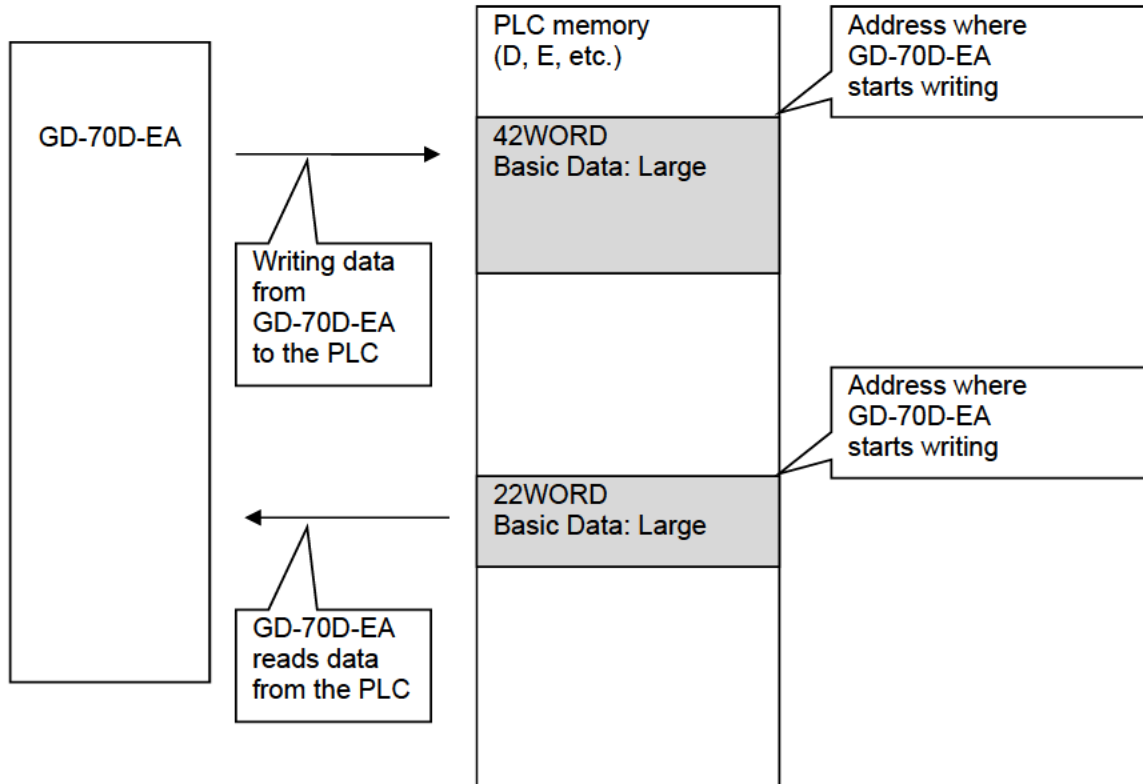 PLC memory
(D, E, etc.)
Address where
GD-70D-EA
starts writing
GD-70D-EA
42WORD
Basic Data: Large
Writing data
from
GD-70D-EA
to the PLC
Address where
GD-70D-EA
starts writing
22WORD
Basic Data: Large
GD-70D-EA
reads data
from the PLC